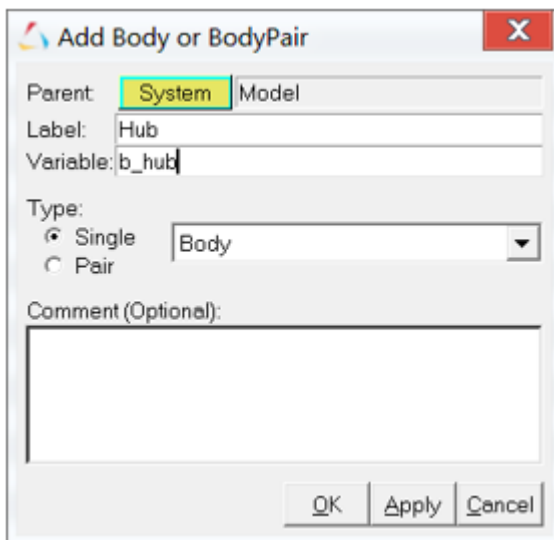 Add Body or BodyPair
Parent: System Model
Label: Hub
Variable: b_hub
Type:
Single
Body
Pair
Comment (Optional):
OK Apply Cancel